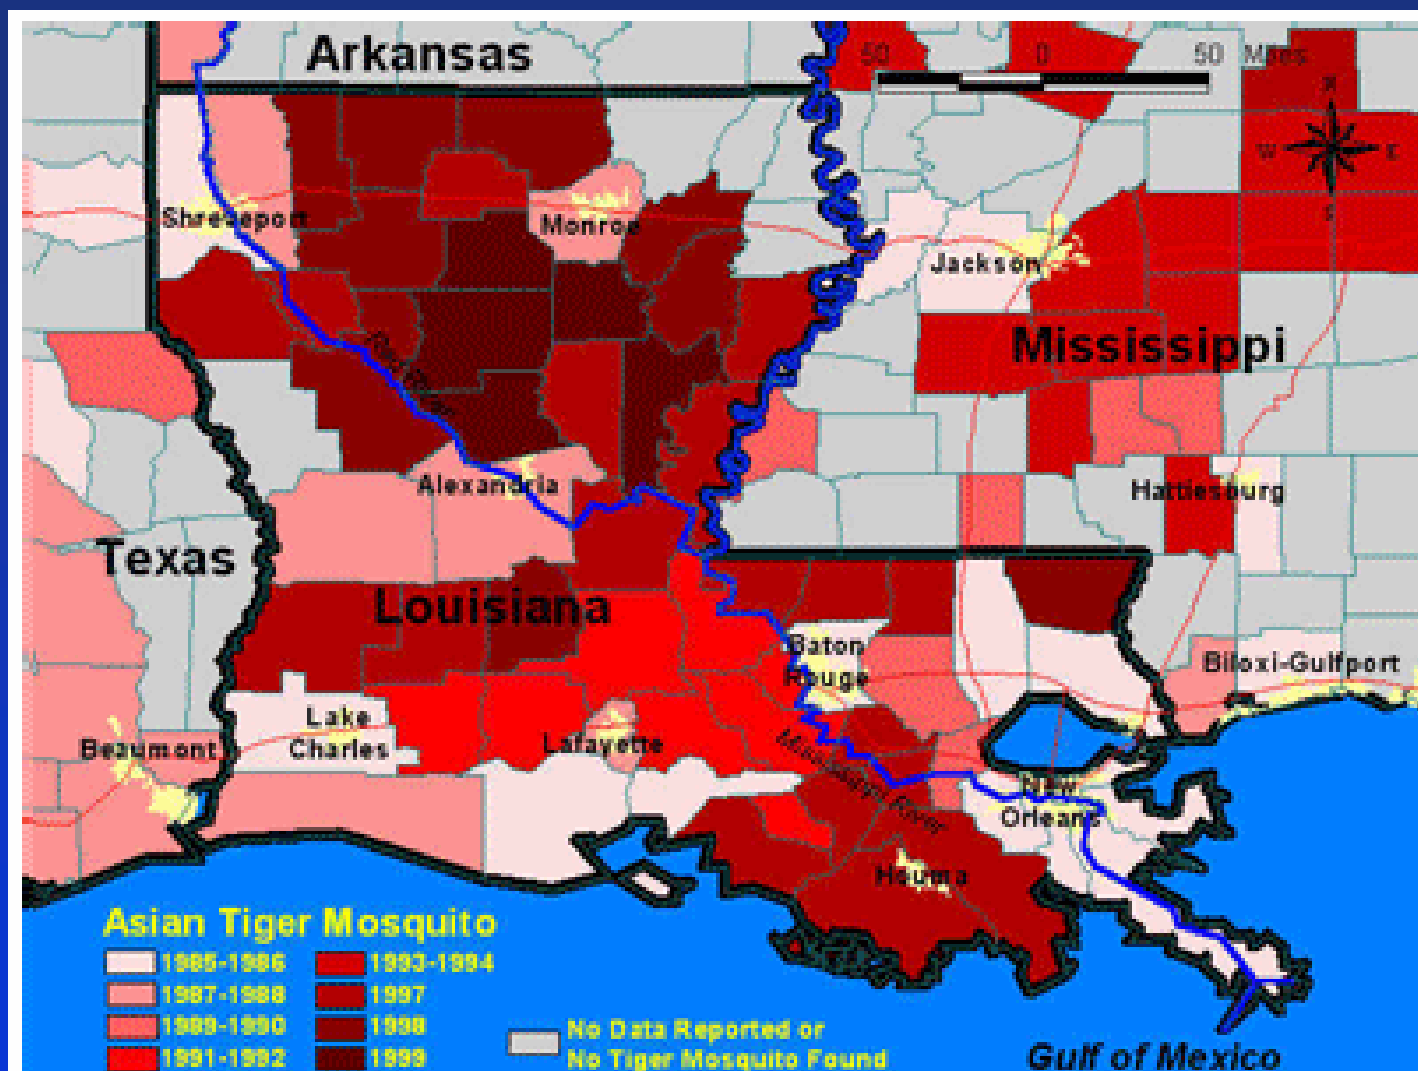 Arkansas
50 0 50 Miles
N
W E
S
Shreveport
Monroe
Jackson
Mississippi
Red River
Alexandria
Hattiesburg
Texas
Louisiana
Baton
Rouge
Biloxi-Gulfport
Lake
Charles
Beaumont
Lafayette
Mississippi River
New
Orleans
Houma
Asian Tiger Mosquito
1985-1986
1987-1988
1989-1990
1991-1992
1993-1994
1997
1998
1999
No Data Reported or
No Tiger Mosquito Found
Gulf of Mexico